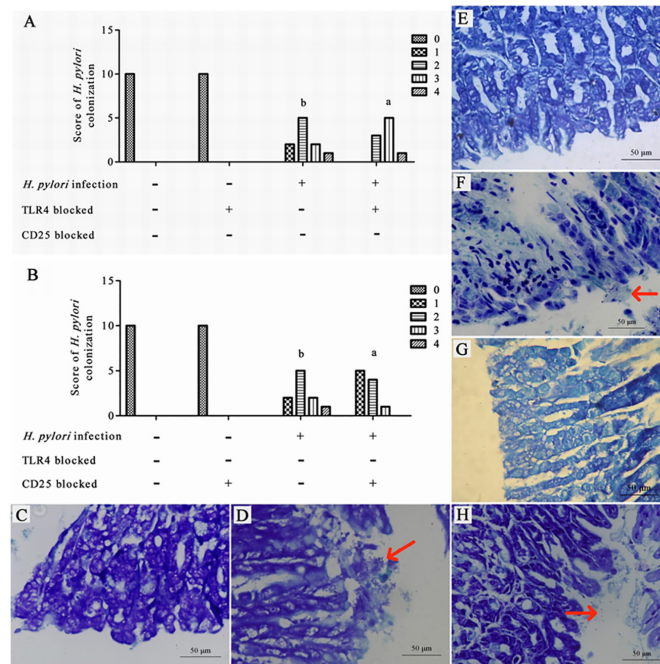 A
Score of H. pylori
colonization
15
10
5
0
0
1
2
3
4
b
a
H. pylori infection - - + +
TLR4 blocked - + - +
CD25 blocked - - - -
B
Score of H. pylori
colonization
15
10
5
0
0
1
2
3
4
b
a
H. pylori infection - - + +
TLR4 blocked - - - -
CD25 blocked - + - +
C
50 μm
D
50 μm
E
50 μm
F
50 μm
G
50 μm
H
50 μm